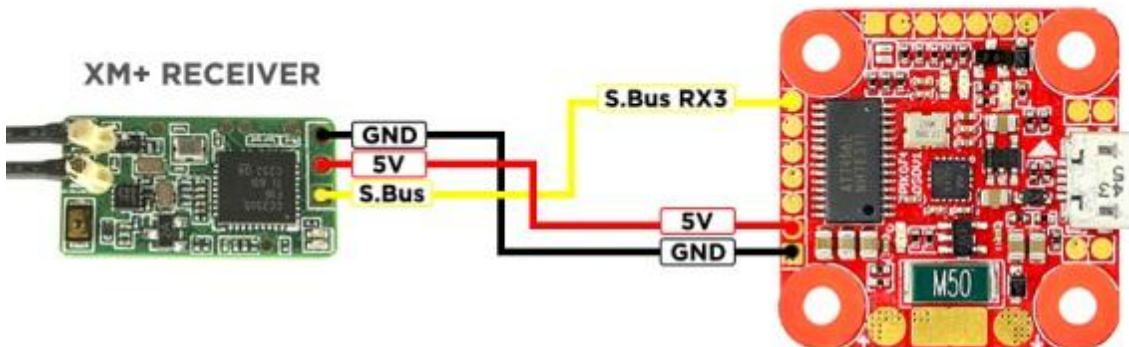 XM+ RECEIVER
GND
5V
S.Bus
S.Bus RX3
5V
GND
M50